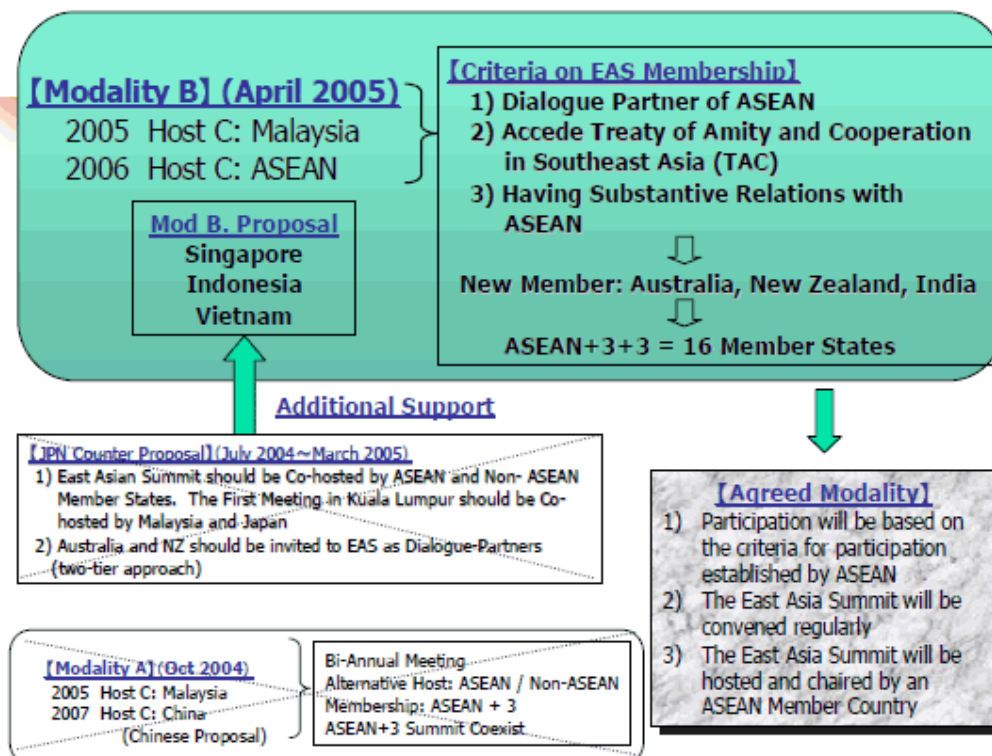 【Modality B】 (April 2005)
2005 Host C: Malaysia
2006 Host C: ASEAN
Mod B. Proposal
Singapore
Indonesia
Vietnam
【Criteria on EAS Membership】
1) Dialogue Partner of ASEAN
2) Accede Treaty of Amity and Cooperation
in Southeast Asia (TAC)
3) Having Substantive Relations with
ASEAN
New Member: Australia, New Zealand, India
ASEAN+3+3 = 16 Member States
Additional Support
【JPN Counter Proposal】(July 2004～March 2005)
1) East Asian Summit should be Co-hosted by ASEAN and Non- ASEAN
Member States. The First Meeting in Kuala Lumpur should be Co-
hosted by Malaysia and Japan
2) Australia and NZ should be invited to EAS as Dialogue-Partners
(two-tier approach)
【Modality A】(Oct 2004)
2005 Host C: Malaysia
2007 Host C: China
(Chinese Proposal)
Bi-Annual Meeting
Alternative Host: ASEAN / Non-ASEAN
Membership: ASEAN + 3
ASEAN+3 Summit Coexist
【Agreed Modality】
1) Participation will be based on
the criteria for participation
established by ASEAN
2) The East Asia Summit will be
convened regularly
3) The East Asia Summit will be
hosted and chaired by an
ASEAN Member Country